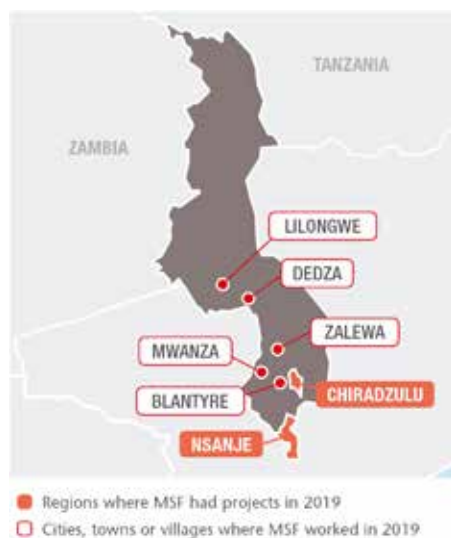 TANZANIA
ZAMBIA
LILONGWE
DEDZA
ZALEWA
MWANZA
BLANTYRE
CHIRADZULU
NSANJE
Regions where MSF had projects in 2019
Cities, towns or villages where MSF worked in 2019